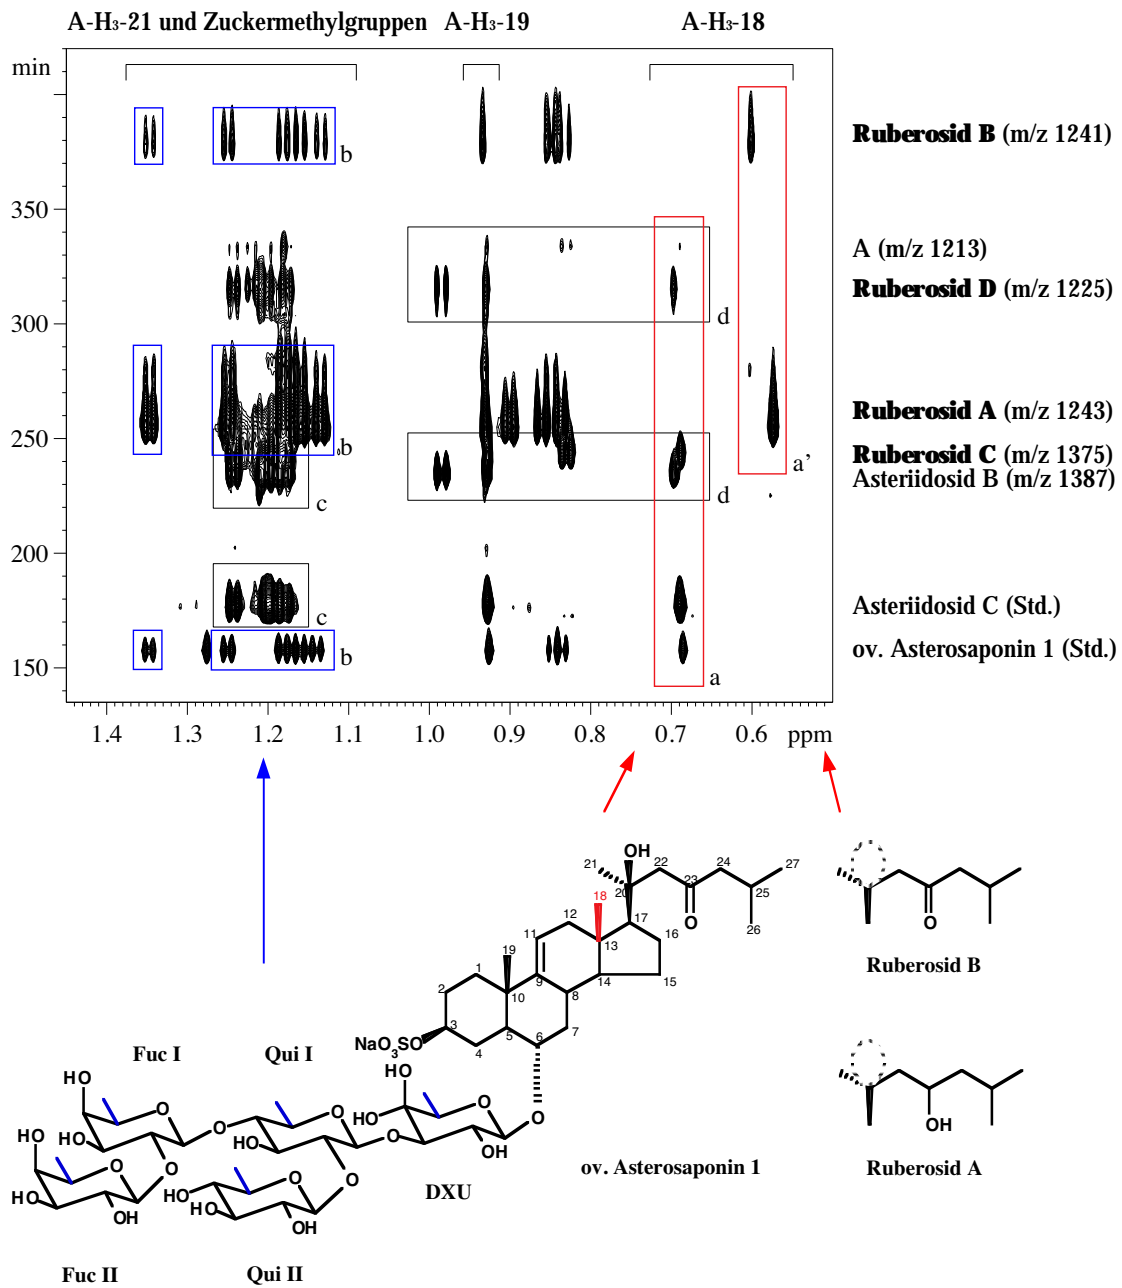 A-H3-21 und Zuckermethylgruppen A-H3-19 A-H3-18
min
Ruberosid B (m/z 1241)
b
350
A (m/z 1213)
Ruberosid D (m/z 1225)
300
d
Ruberosid A (m/z 1243)
250
b
Ruberosid C (m/z 1375)
a’
Asteriidosid B (m/z 1387)
d
c
200
Asteriidosid C (Std.)
c
ov. Asterosaponin 1 (Std.)
b
150
a
1.4 1.3 1.2 1.1 1.0 0.9 0.8 0.7 0.6 ppm
OH
21 22 24 27
20 23 25
18 O 26
12 17
11 16
19 13
1 14 15
2 9 8
10
3 5 6 7
4
NaO3SO
O
Ruberosid B
OH
Ruberosid A
Fuc I Qui I
HO HO
O O O O
HO O HO O HO O OH
HO O O O
HO O HO O
HO OH HO OH
DXU
ov. Asterosaponin 1
Fuc II Qui II